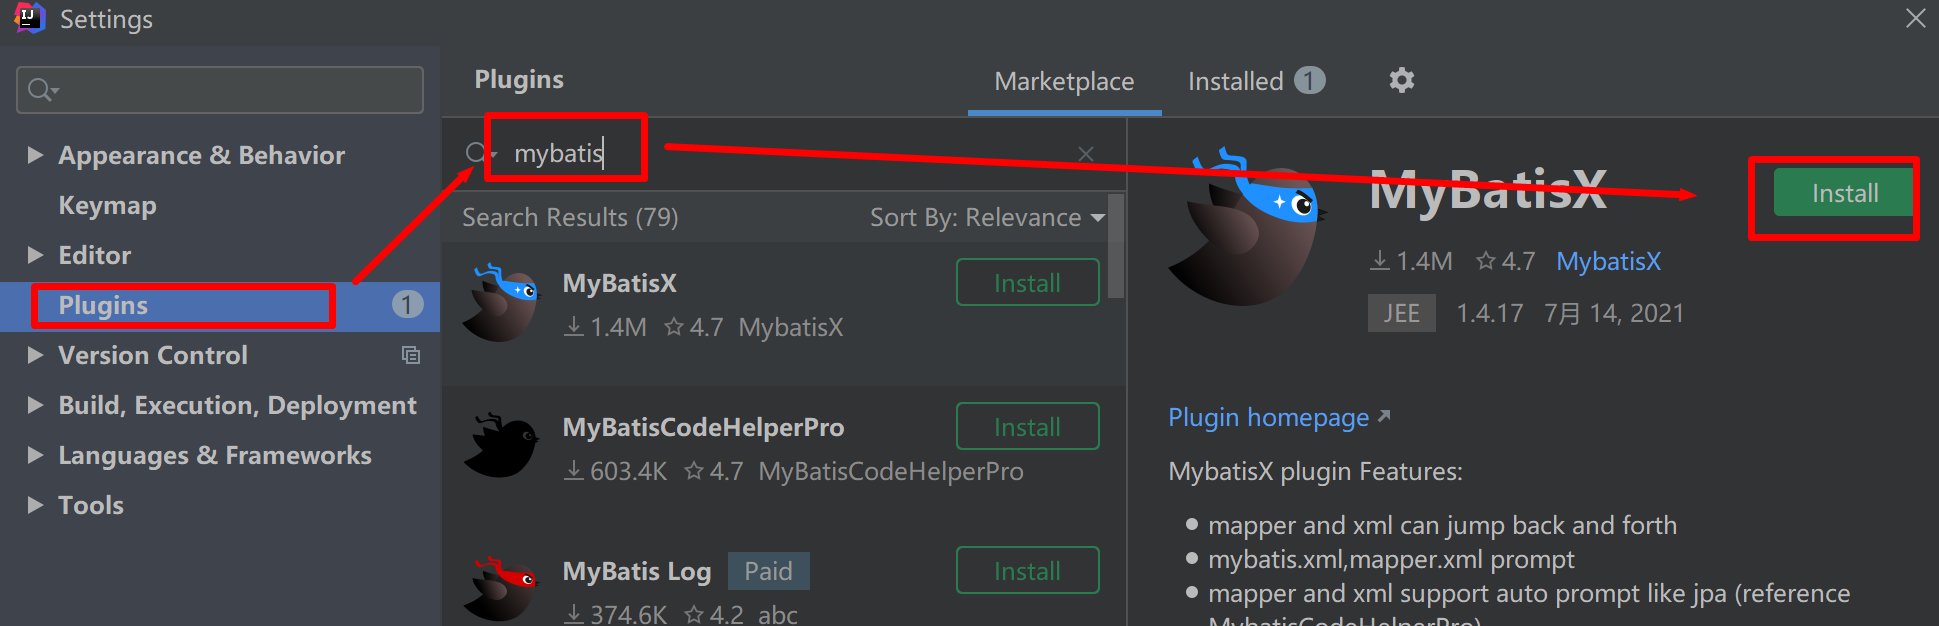 IJ
Settings
Appearance & Behavior
Keymap
Editor
Plugins
1
Version Control
Build, Execution, Deployment
Languages & Frameworks
Tools
Plugins
Marketplace
Installed 1
mybatis
Search Results (79)
Sort By: Relevance
MyBatisX
Install
1.4M 4.7 MybatisX
MyBatisCodeHelperPro
Install
603.4K 4.7 MyBatisCodeHelperPro
MyBatis Log Paid
Install
374.6K 4.2 abc
MyBatisX
Install
1.4M 4.7 MybatisX
JEE 1.4.17 7月 14, 2021
Plugin homepage
MybatisX plugin Features:
mapper and xml can jump back and forth
mybatis.xml,mapper.xml prompt
mapper and xml support auto prompt like jpa (reference
MybatisCodeHelperPro)